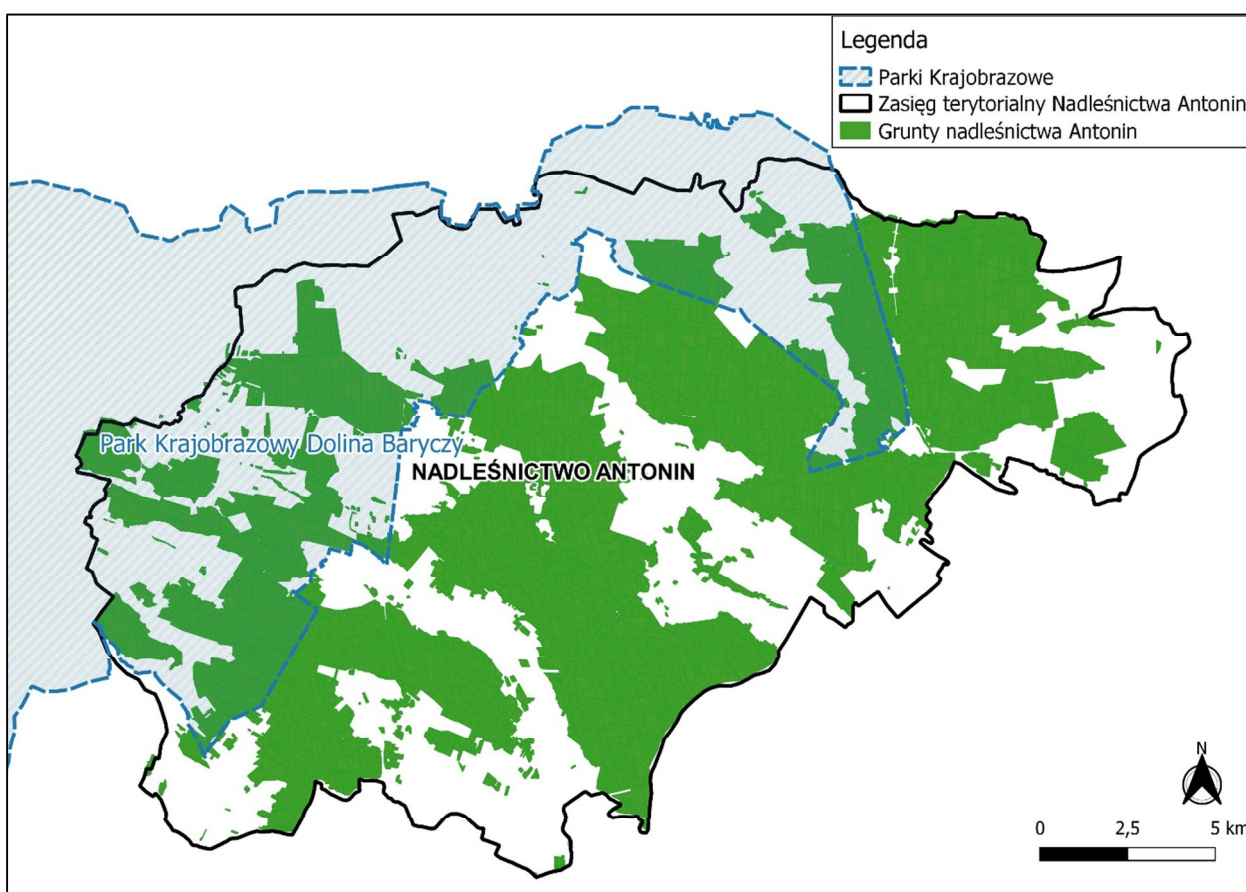 Legenda
Parki Krajobrazowe
Zasięg terytorialny Nadleśnictwa Antonin
Grunty nadleśnictwa Antonin
Park Krajobrazowy Dolina Baryczy
NADLEŚNICTWO ANTONIN
N
0 2,5 5 km